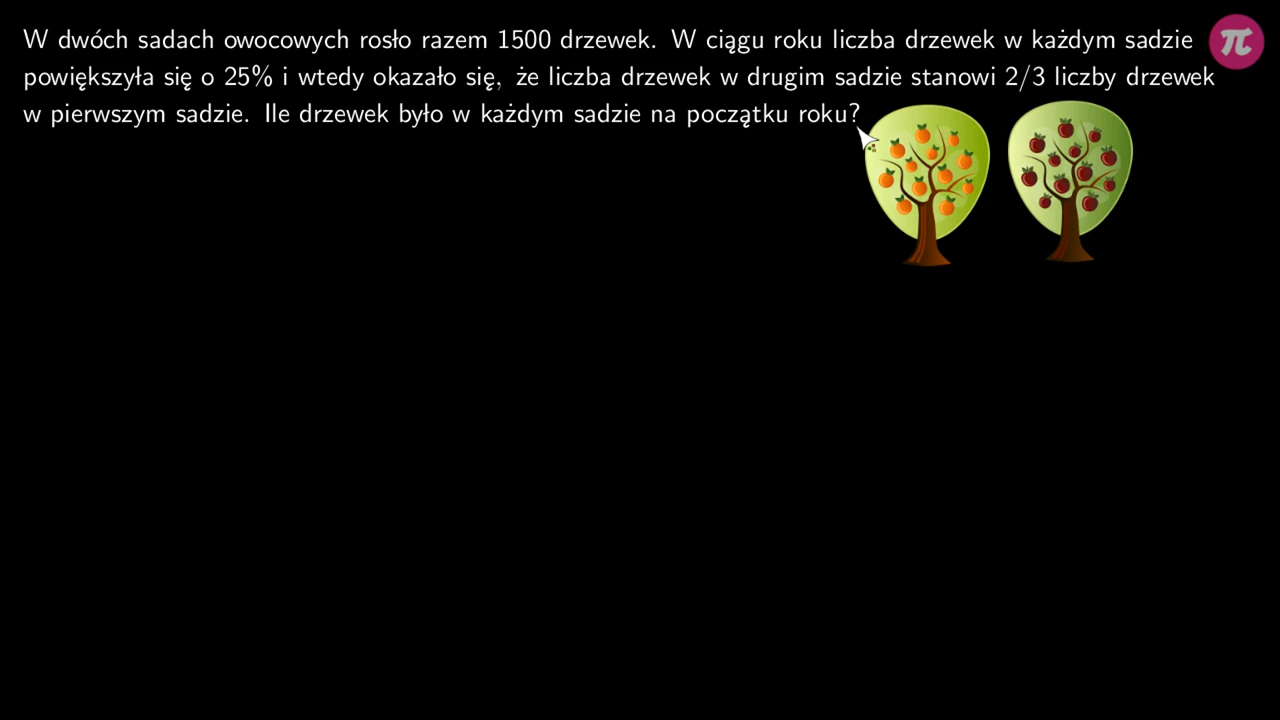 W dwóch sadach owocowych rosło razem 1500 drzewek. W ciągu roku liczba drzewek w każdym sadzie
powiększyła się o 25% i wtedy okazało się, że liczba drzewek w drugim sadzie stanowi 2/3 liczby drzewek
w pierwszym sadzie. Ile drzewek było w każdym sadzie na początku roku?
π